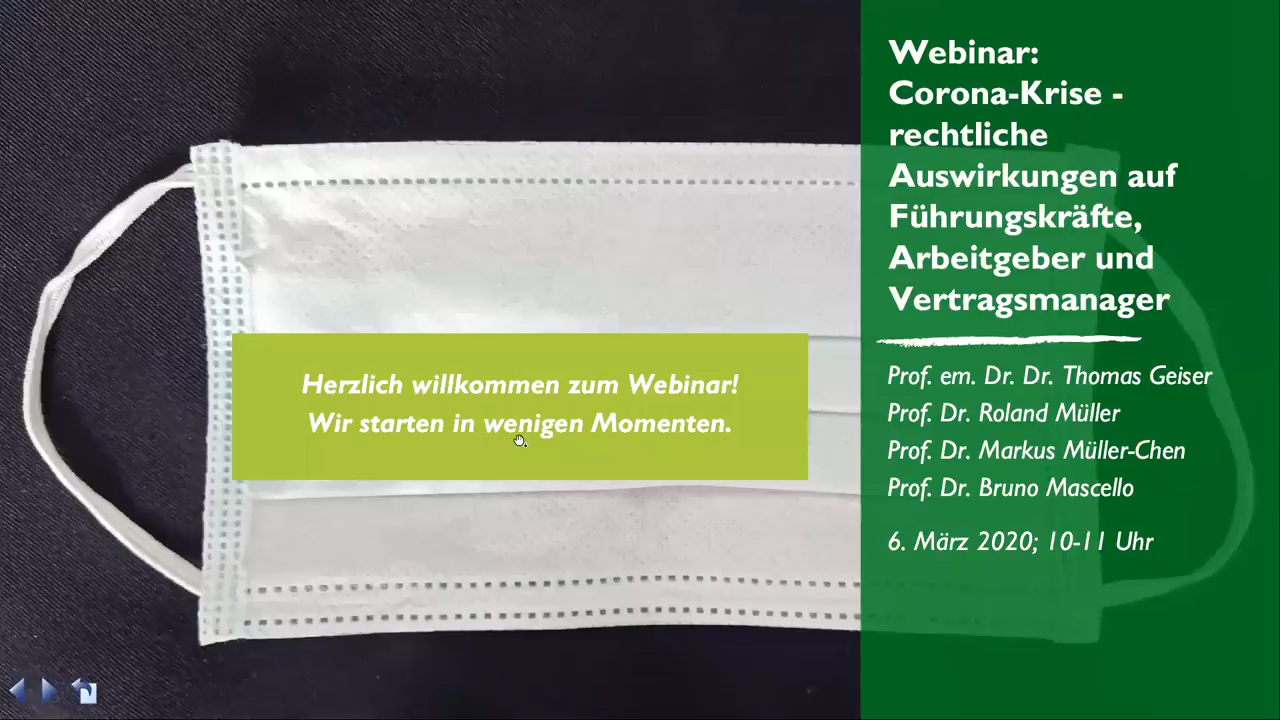 Webinar:
Corona-Krise -
rechtliche
Auswirkungen auf
Führungskräfte,
Arbeitgeber und
Vertragsmanager
Herzlich willkommen zum Webinar!
Wir starten in wenigen Momenten.
Prof. em. Dr. Dr. Thomas Geiser
Prof. Dr. Roland Müller
Prof. Dr. Markus Müller-Chen
Prof. Dr. Bruno Mascello
6. März 2020; 10-11 Uhr